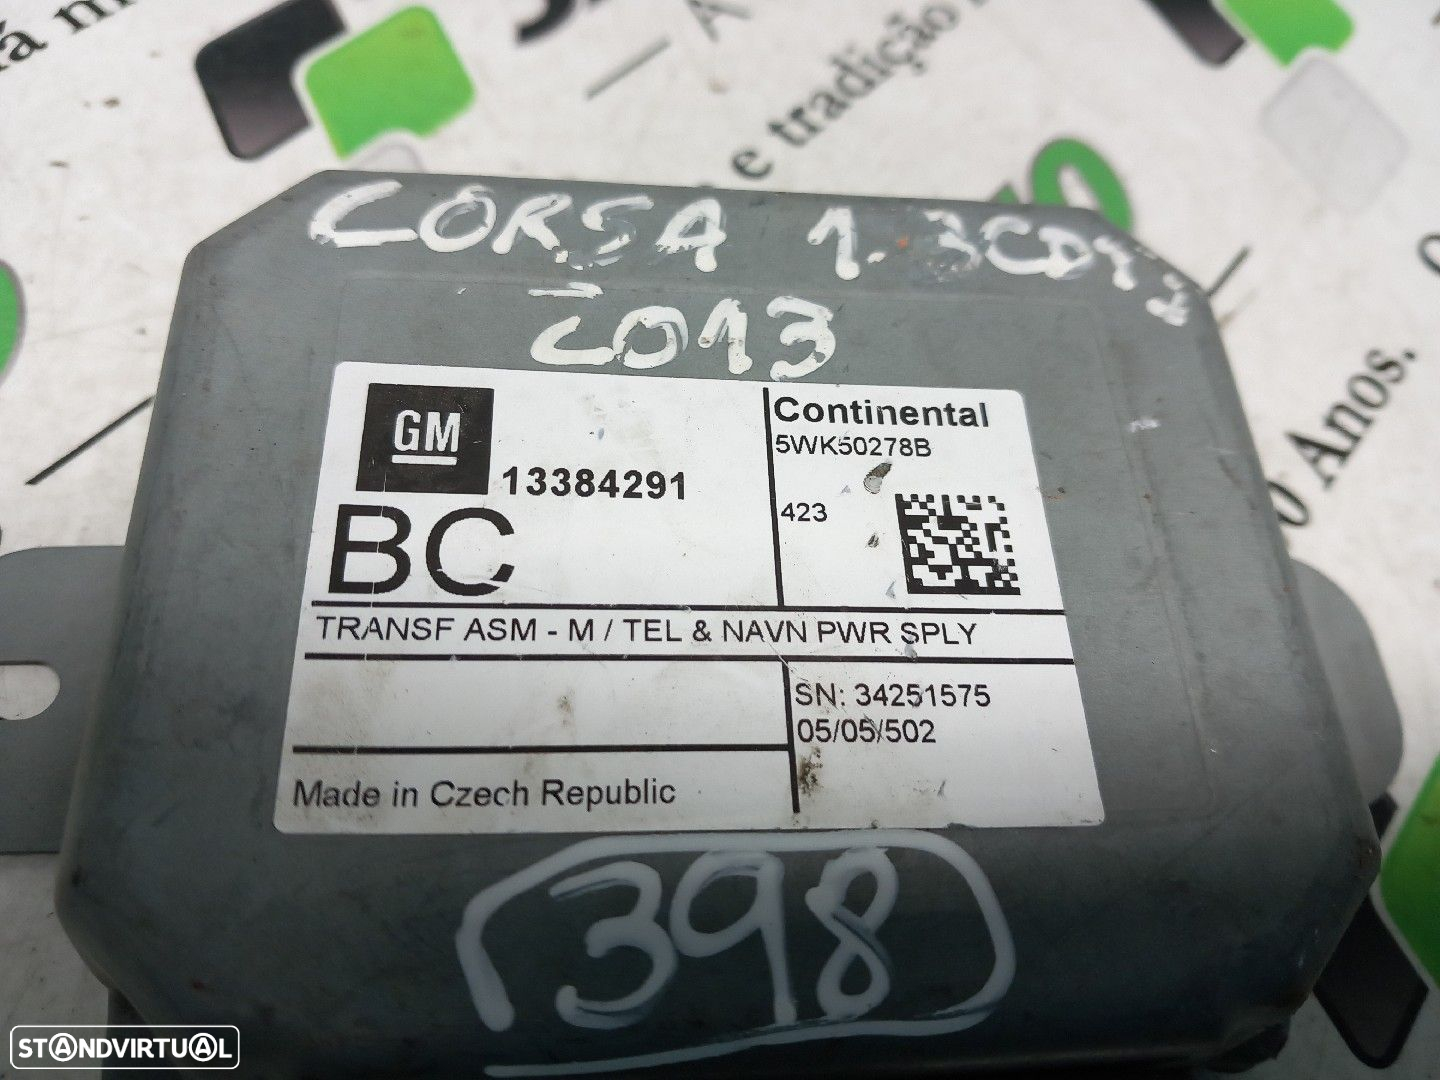 á m
e tradição
A
o Anos.
CORSA 1.3CDTi
2013
GM
13384291
BC
Continental
5WK50278B
423
TRANSF ASM - M / TEL & NAVN PWR SPLY
SN: 34251575
05/05/502
Made in Czech Republic
398
STANDVIRTUAL